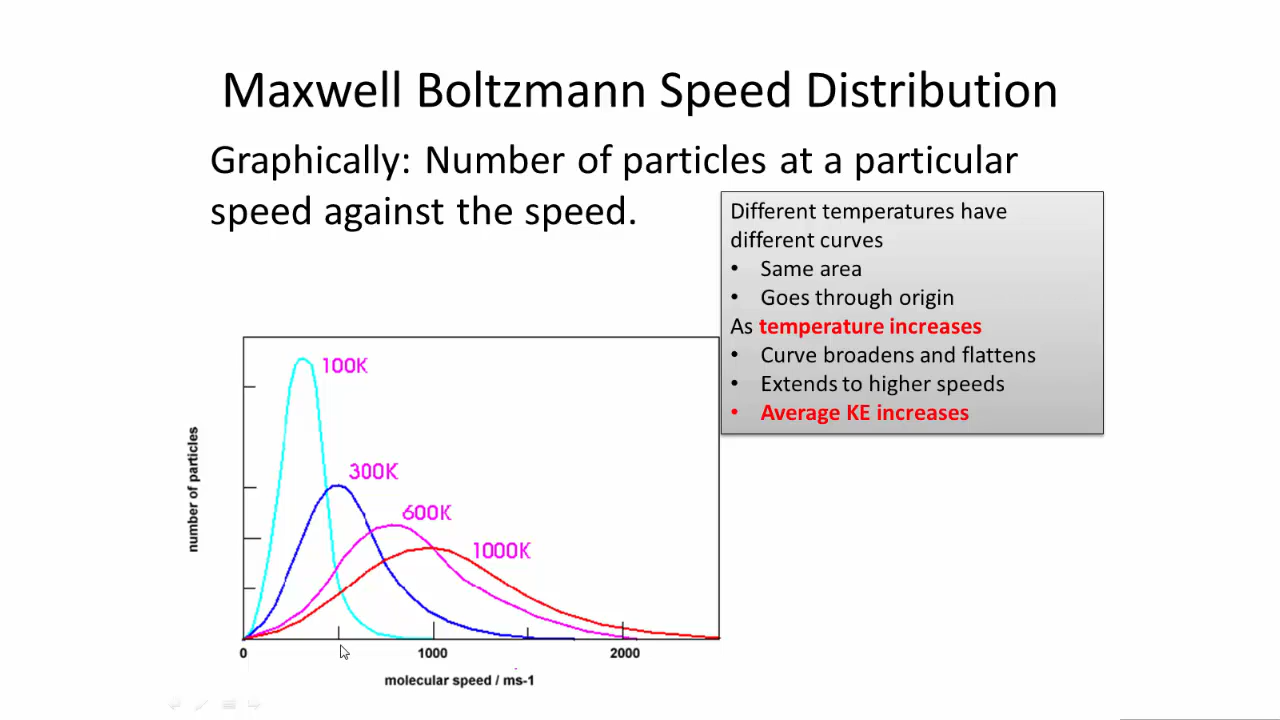 Maxwell Boltzmann Speed Distribution
Graphically: Number of particles at a particular
speed against the speed.
Different temperatures have
different curves
• Same area
• Goes through origin
As temperature increases
• Curve broadens and flattens
• Extends to higher speeds
• Average KE increases
100K
300K
600K
1000K
number of particles
0 1000 2000
molecular speed / ms-1